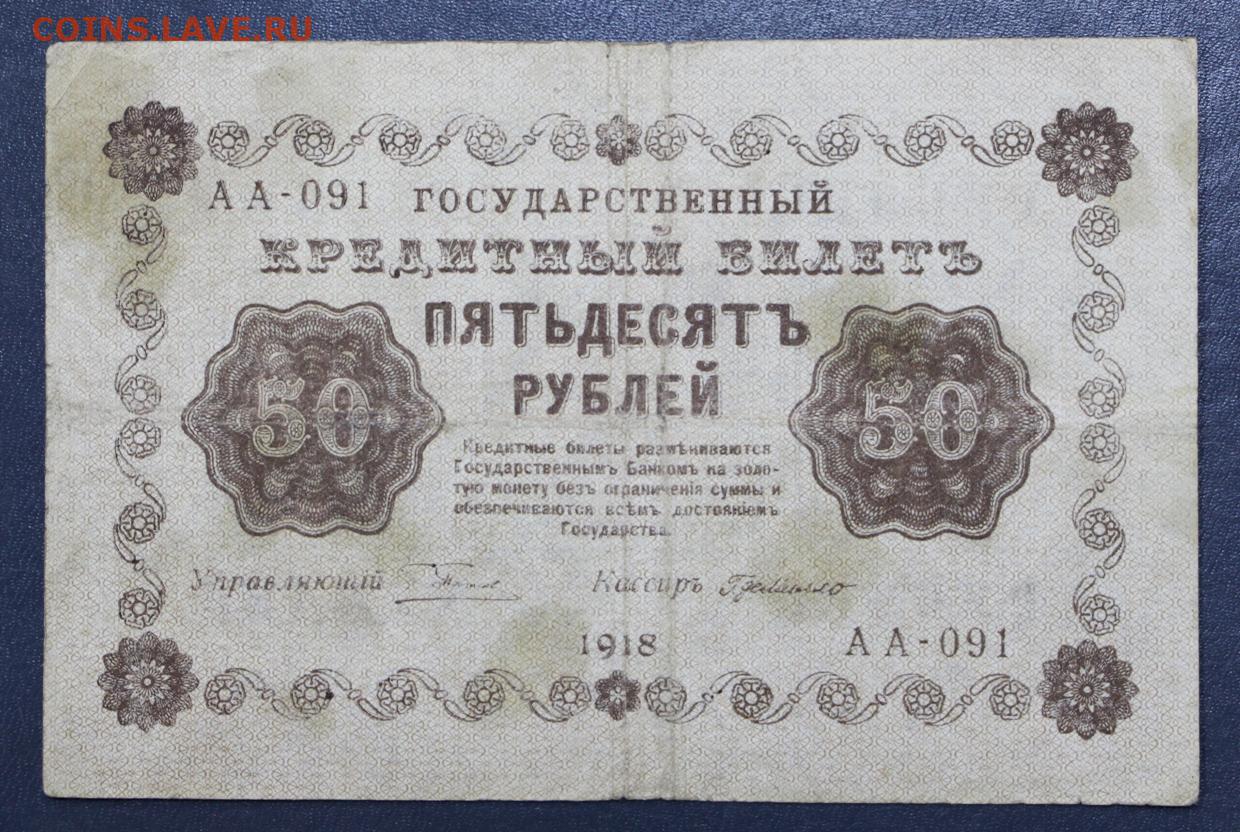 COINS.LAVE.RU
АА-091 ГОСУДАРСТВЕННЫЙ
КРЕДИТНЫЙ БИЛЕТЪ
ПЯТЬДЕСЯТЪ
РУБЛЕЙ
50 50
Кредитные билеты размѣниваются
Государственнымъ Банкомъ на золо-
тую монету безъ ограниченія суммы и
обезпечиваются всѣмъ достояніемъ
Государства.
Управляющій Кассиръ
1918 АА-091